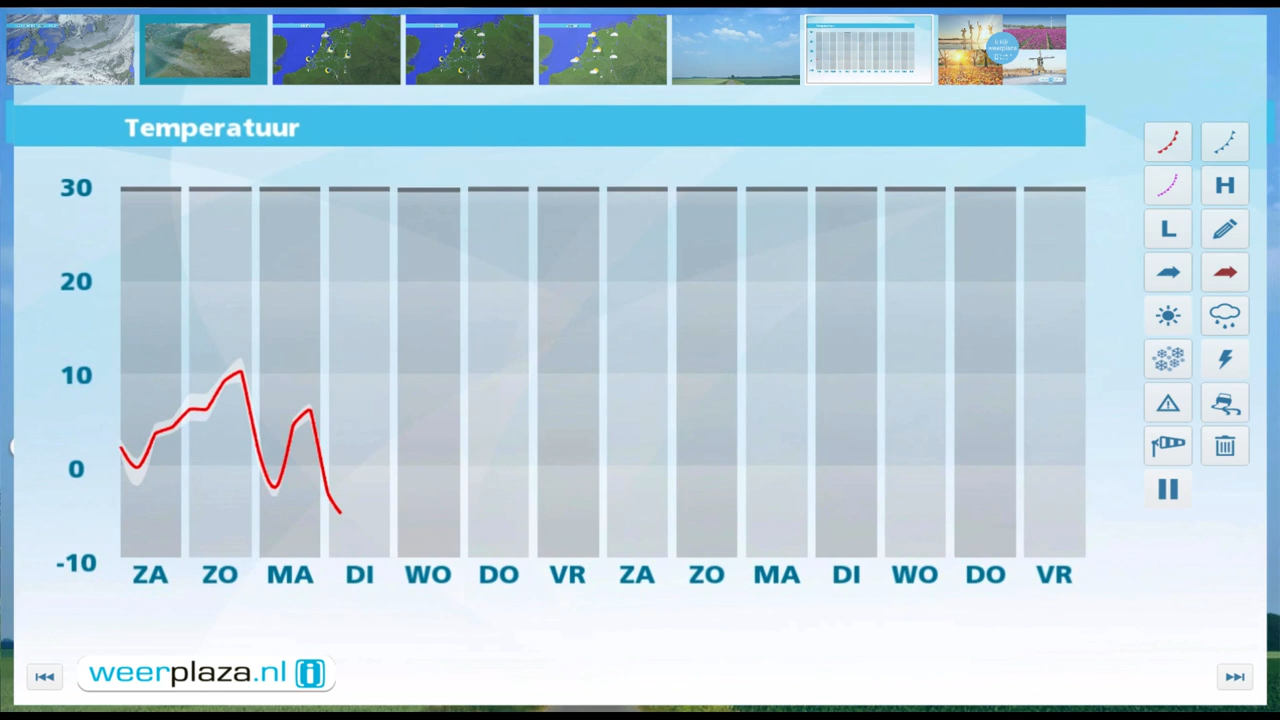 Temperatuur
30
20
10
0
-10
ZA ZO MA DI WO DO VR ZA ZO MA DI WO DO VR
H
L
weerplaza.nl i